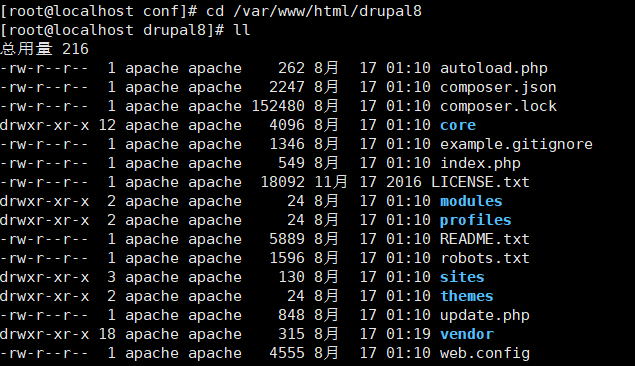 [root@localhost conf]# cd /var/www/html/drupal8
[root@localhost drupal8]# ll
总用量 216
-rw-r--r--  1 apache apache    262 8月  17 01:10 autoload.php
-rw-r--r--  1 apache apache   2247 8月  17 01:10 composer.json
-rw-r--r--  1 apache apache 152480 8月  17 01:10 composer.lock
drwxr-xr-x 12 apache apache   4096 8月  17 01:10 core
-rw-r--r--  1 apache apache   1346 8月  17 01:10 example.gitignore
-rw-r--r--  1 apache apache    549 8月  17 01:10 index.php
-rw-r--r--  1 apache apache  18092 11月 17 2016 LICENSE.txt
drwxr-xr-x  2 apache apache     24 8月  17 01:10 modules
drwxr-xr-x  2 apache apache     24 8月  17 01:10 profiles
-rw-r--r--  1 apache apache   5889 8月  17 01:10 README.txt
-rw-r--r--  1 apache apache   1596 8月  17 01:10 robots.txt
drwxr-xr-x  3 apache apache    130 8月  17 01:10 sites
drwxr-xr-x  2 apache apache     24 8月  17 01:10 themes
-rw-r--r--  1 apache apache    848 8月  17 01:10 update.php
drwxr-xr-x 18 apache apache    315 8月  17 01:19 vendor
-rw-r--r--  1 apache apache   4555 8月  17 01:10 web.config